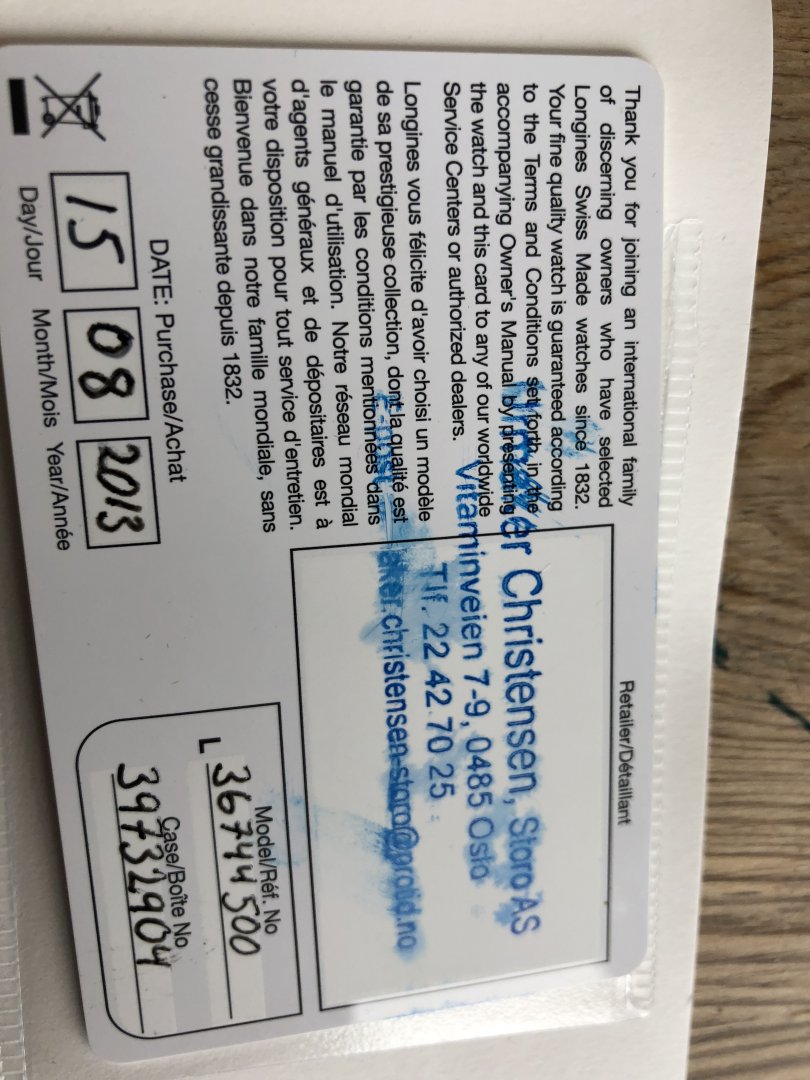 Thank you for joining an international family
of discerning owners who have selected
Longines Swiss Made watches since 1832.
Your fine quality watch is guaranteed according
to the Terms and Conditions set forth in the
accompanying Owner's Manual by presenting
the watch and this card to any of our worldwide
Service Centers or authorized dealers.
Longines vous félicite d'avoir choisi un modèle
de sa prestigieuse collection, dont la qualité est
garantie par les conditions mentionnées dans
le manuel d'utilisation. Notre réseau mondial
d'agents généraux et de dépositaires est à
votre disposition pour tout service d'entretien.
Bienvenue dans notre famille mondiale, sans
cesse grandissante depuis 1832.
Retailer/Détaillant
Christensen, Storo AS
Vitaminveien 7-9, 0485 Oslo
Tlf. 22 42 70 25
E-post
aker.christensen-storo@protid.no
DATE: Purchase/Achat
15 08 2013
Day/Jour Month/Mois Year/Année
Model/Réf. No
L 36744500
Case/Boîte No
39732904